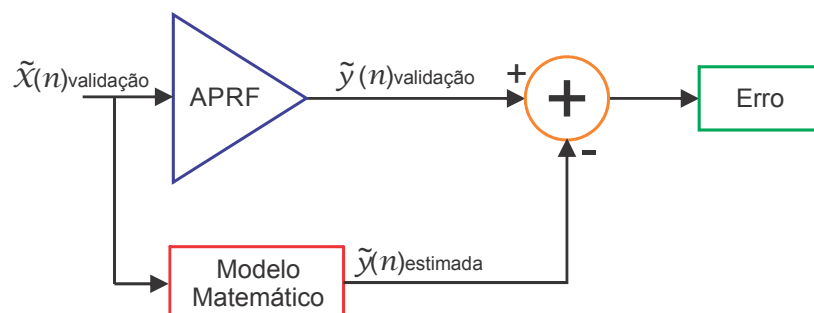 x̃(n)validação
APRF
ỹ(n)validação
+
+
-
Erro
Modelo
Matemático
ỹ(n)estimada